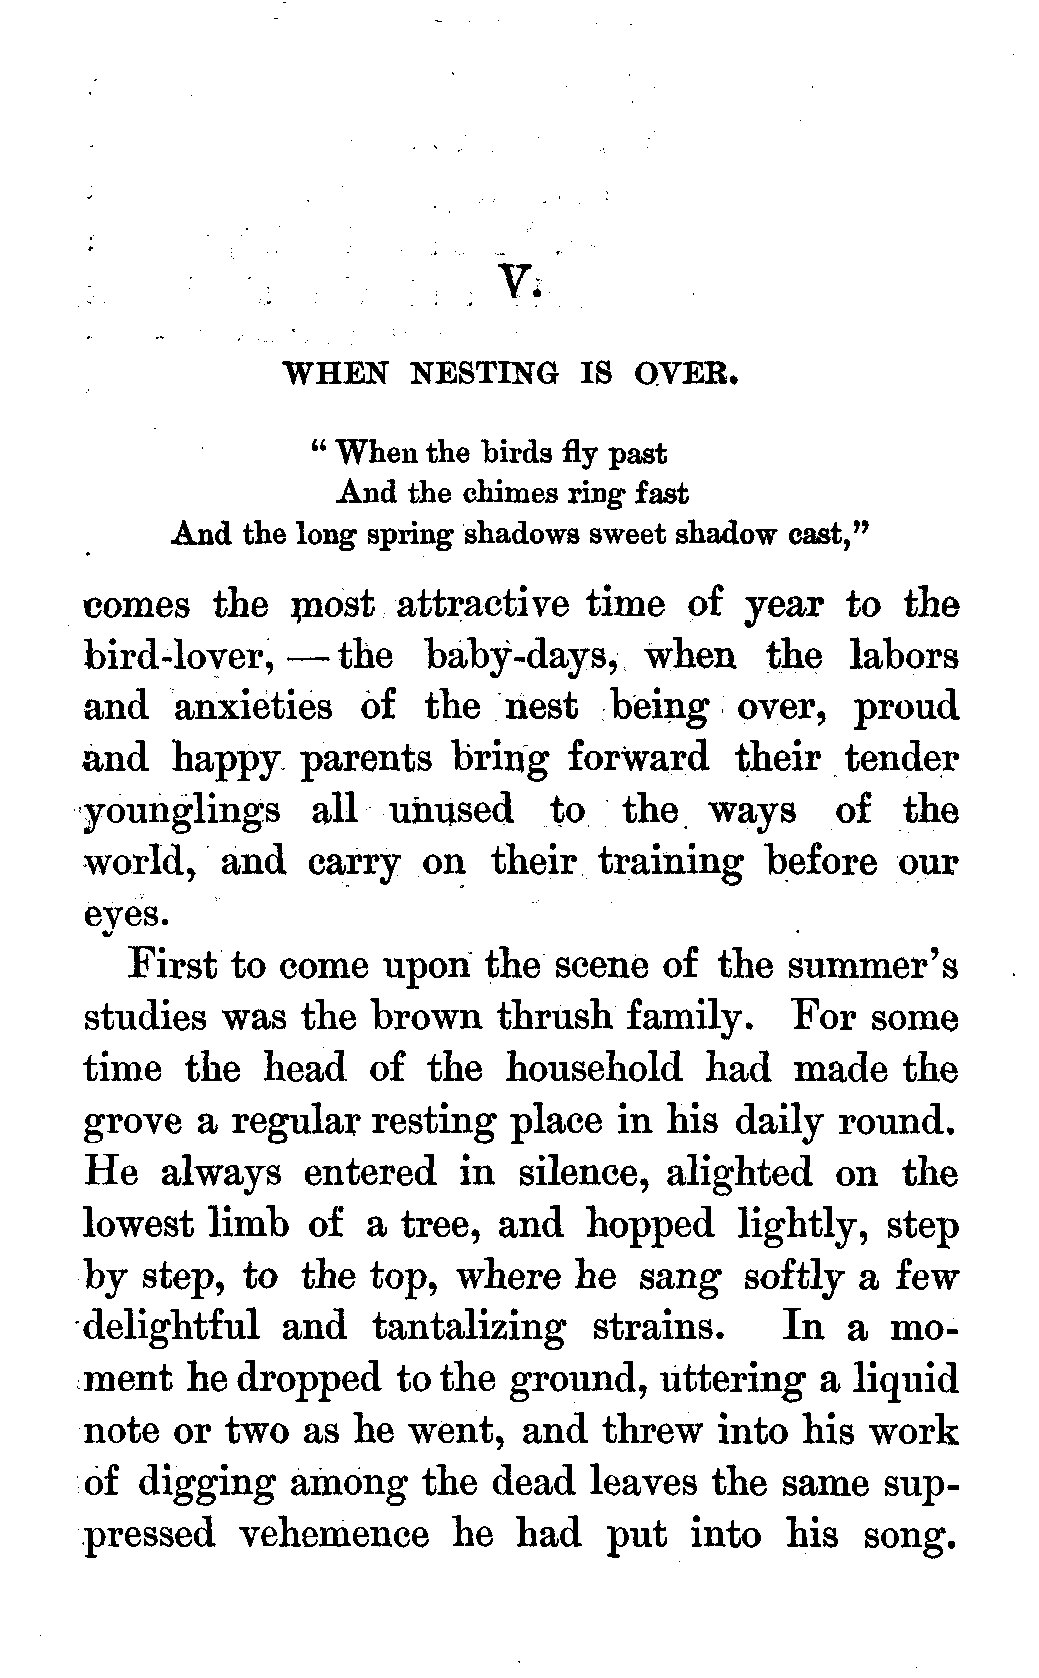 V.
WHEN NESTING IS OVER.
“ When the birds fly past
And the chimes ring fast
And the long spring shadows sweet shadow cast,”
comes the most attractive time of year to the
bird-lover, — the baby-days, when the labors
and anxieties of the nest being over, proud
and happy parents bring forward their tender
younglings all unused to the ways of the
world, and carry on their training before our
eyes.
First to come upon the scene of the summer’s
studies was the brown thrush family. For some
time the head of the household had made the
grove a regular resting place in his daily round.
He always entered in silence, alighted on the
lowest limb of a tree, and hopped lightly, step
by step, to the top, where he sang softly a few
delightful and tantalizing strains. In a mo-
ment he dropped to the ground, uttering a liquid
note or two as he went, and threw into his work
of digging among the dead leaves the same sup-
pressed vehemence he had put into his song.